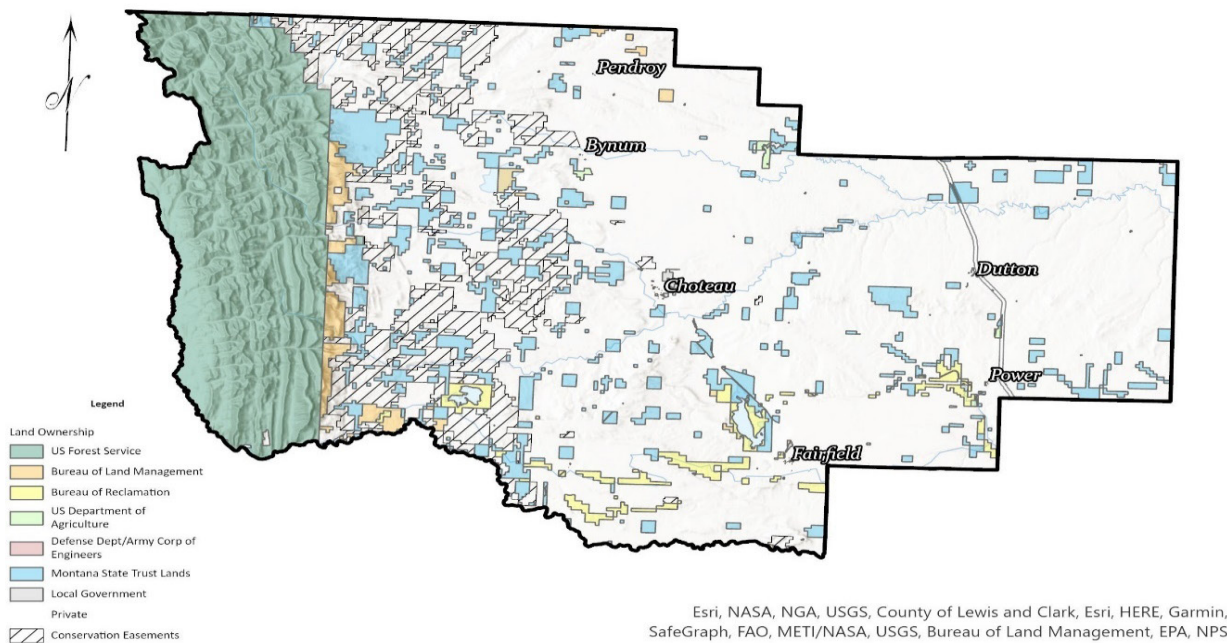 N
Pendroy
Bynum
Choteau
Dutton
Power
Fairfield
Legend
Land Ownership
US Forest Service
Bureau of Land Management
Bureau of Reclamation
US Department of
Agriculture
Defense Dept/Army Corp of
Engineers
Montana State Trust Lands
Local Government
Private
Conservation Easements
Esri, NASA, NGA, USGS, County of Lewis and Clark, Esri, HERE, Garmin,
SafeGraph, FAO, METI/NASA, USGS, Bureau of Land Management, EPA, NPS